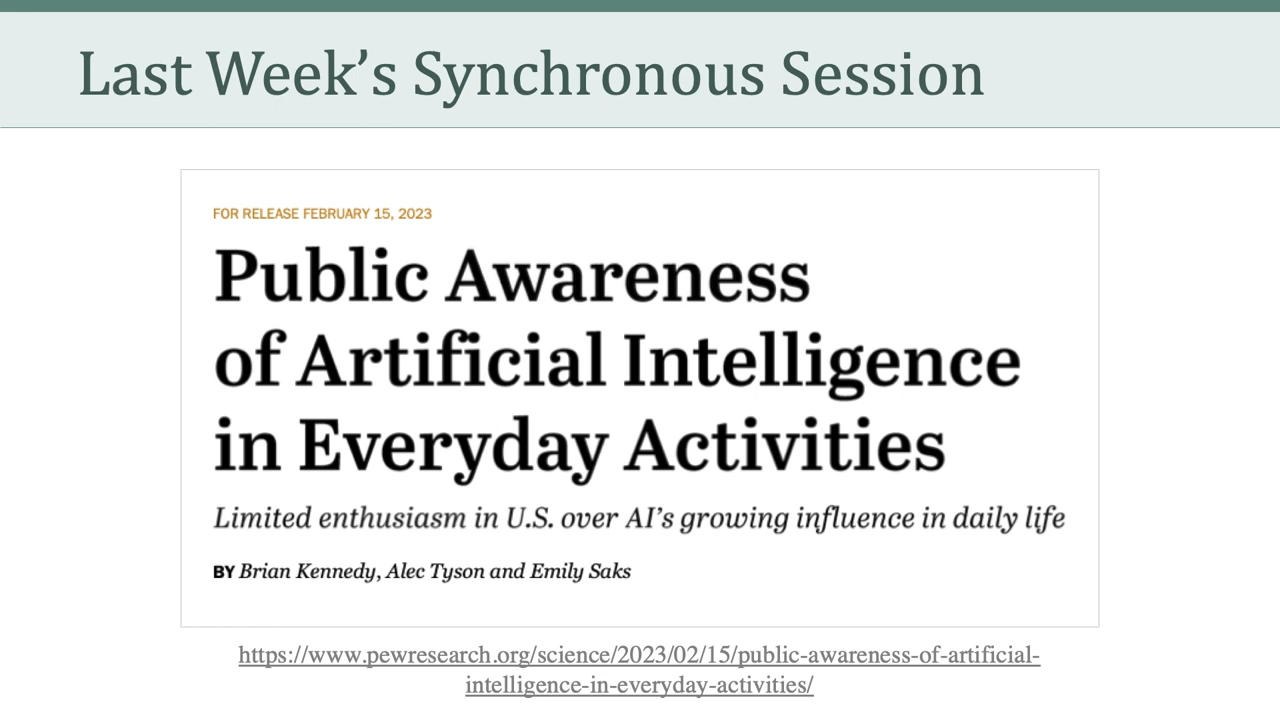 Last Week’s Synchronous Session
FOR RELEASE FEBRUARY 15, 2023
Public Awareness
of Artificial Intelligence
in Everyday Activities
Limited enthusiasm in U.S. over AI’s growing influence in daily life
BY Brian Kennedy, Alec Tyson and Emily Saks
https://www.pewresearch.org/science/2023/02/15/public-awareness-of-artificial-
intelligence-in-everyday-activities/